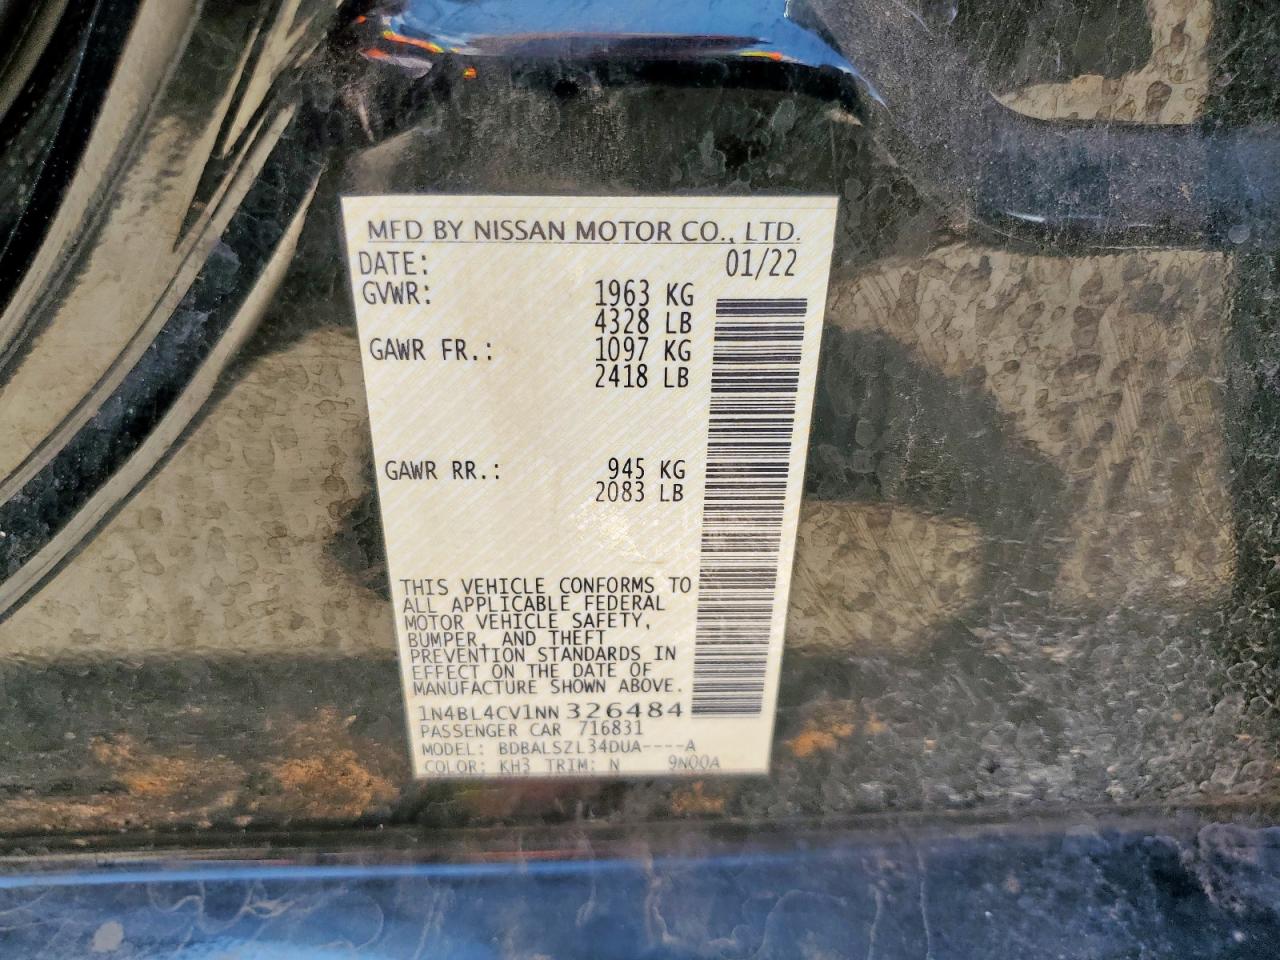 MFD BY NISSAN MOTOR CO., LTD.
DATE: 01/22
GVWR: 1963 KG
4328 LB
GAWR FR.: 1097 KG
2418 LB
GAWR RR.: 945 KG
2083 LB
THIS VEHICLE CONFORMS TO
ALL APPLICABLE FEDERAL
MOTOR VEHICLE SAFETY,
BUMPER, AND THEFT
PREVENTION STANDARDS IN
EFFECT ON THE DATE OF
MANUFACTURE SHOWN ABOVE.
1N4BL4CV1NN 326484
PASSENGER CAR 716831
MODEL: BDBALSZL34DUA----A
COLOR: KH3 TRIM: N 9N00A